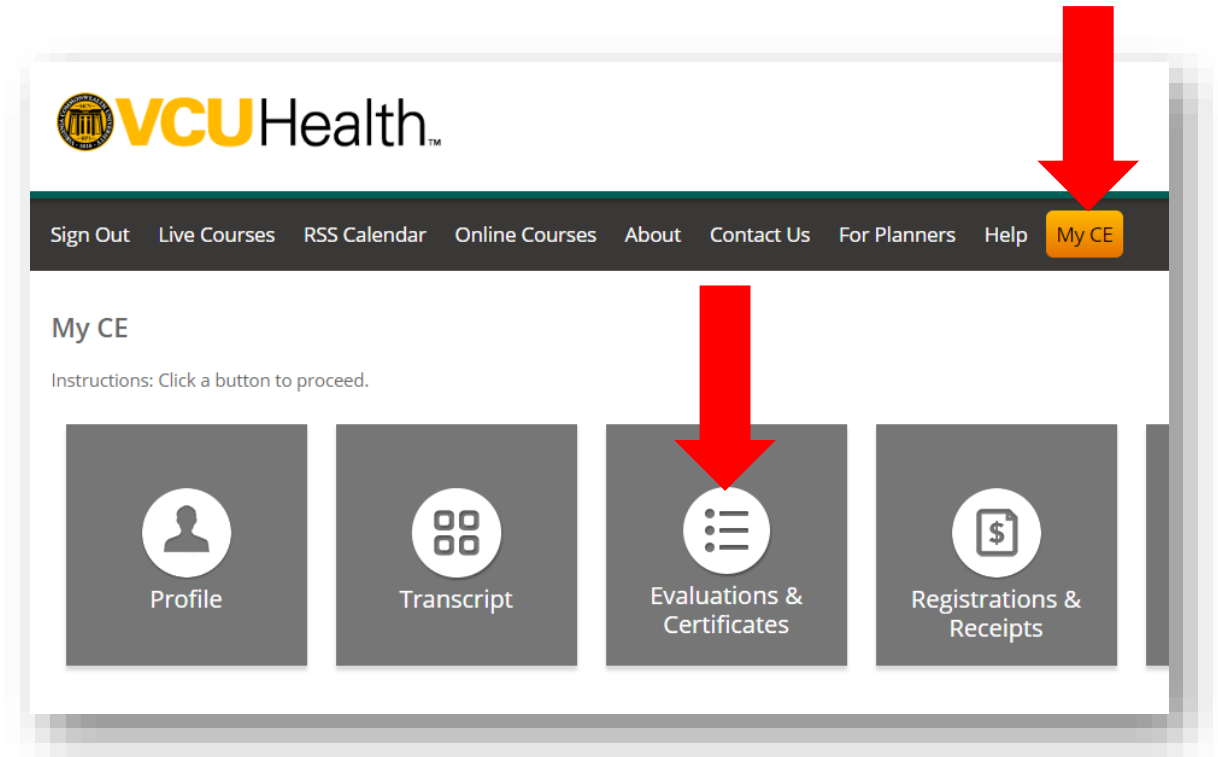 VCUHealth™
Sign Out Live Courses RSS Calendar Online Courses About Contact Us For Planners Help My CE
My CE
Instructions: Click a button to proceed.
Profile
Transcript
Evaluations &
Certificates
$
Registrations &
Receipts